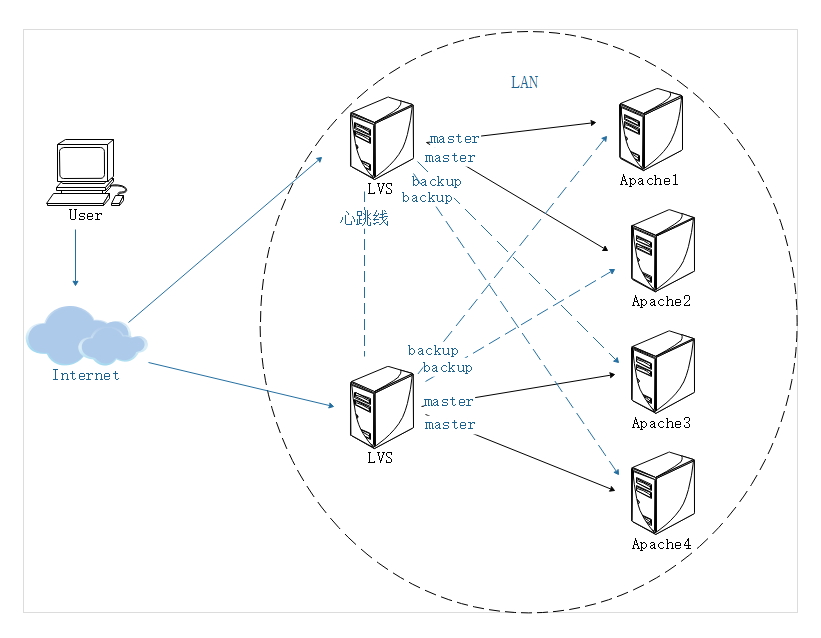 LAN
master
master
LVS
backup
backup
心跳线
Apache1
User
Apache2
Internet
backup
backup
master
master
LVS
Apache3
Apache4